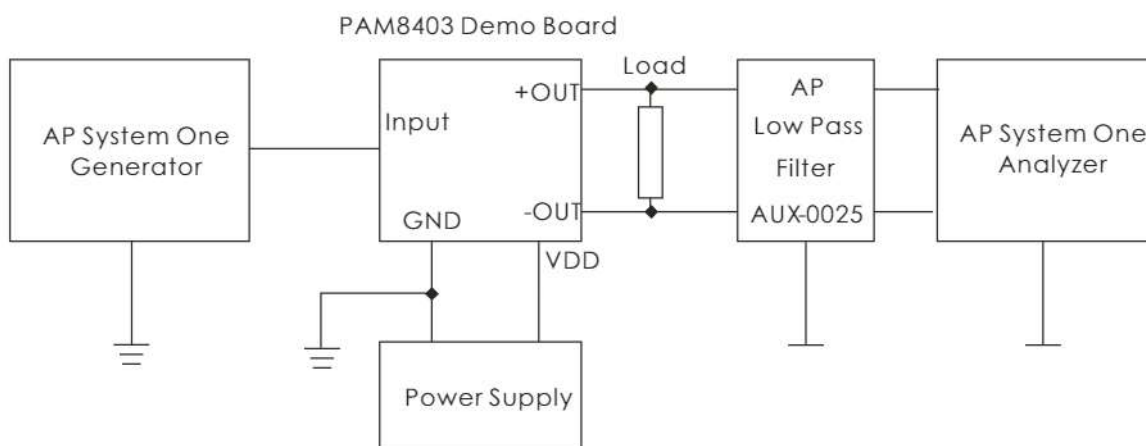 PAM8403 Demo Board
AP System One
Generator
Input
+OUT
-OUT
GND
VDD
Load
AP
Low Pass
Filter
AUX-0025
AP System One
Analyzer
Power Supply